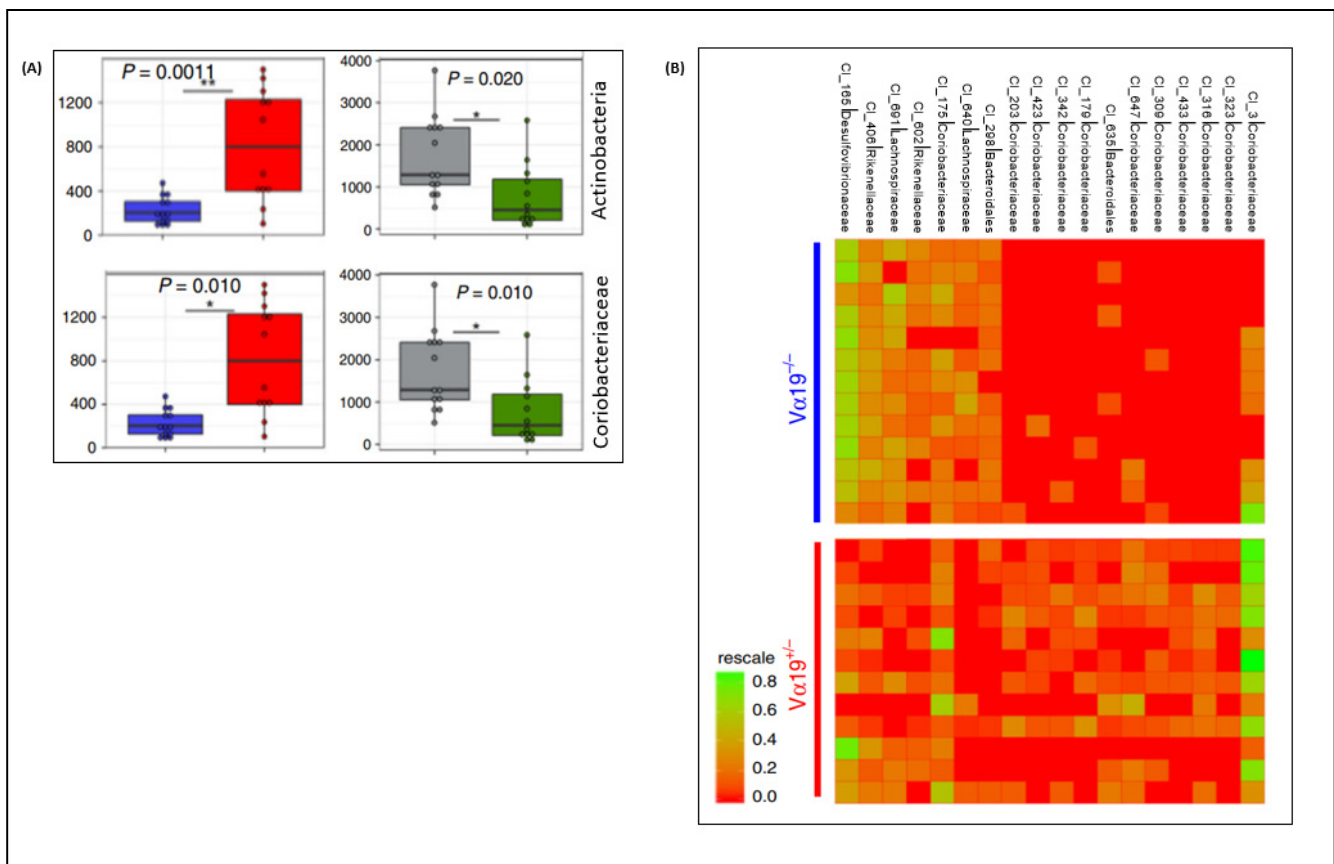 (A)
P = 0.0011
**
1200
800
400
0
P = 0.020
*
4000
3000
2000
1000
0
Actinobacteria
P = 0.010
*
1200
800
400
0
P = 0.010
*
4000
3000
2000
1000
0
Coriobacteriaceae
(B)
Cl_165|Desulfovibrionaceae
Cl_406|Rikenellaceae
Cl_691|Lachnospiraceae
Cl_602|Rikenellaceae
Cl_175|Coriobacteriaceae
Cl_640|Lachnospiraceae
Cl_298|Bacteroidales
Cl_203|Coriobacteriaceae
Cl_423|Coriobacteriaceae
Cl_342|Coriobacteriaceae
Cl_179|Coriobacteriaceae
Cl_635|Bacteroidales
Cl_647|Coriobacteriaceae
Cl_309|Coriobacteriaceae
Cl_433|Coriobacteriaceae
Cl_316|Coriobacteriaceae
Cl_323|Coriobacteriaceae
Cl_3|Coriobacteriaceae
Vα19−/−
Vα19+/−
rescale
0.8
0.6
0.4
0.2
0.0